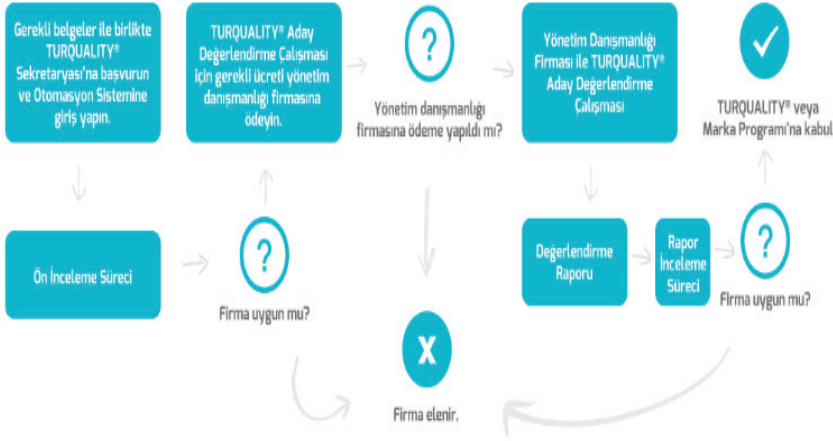 Gerekli belgeler ile birlikte
TURQUALITY®
Sekretaryası'na başvurun
ve Otomasyon Sistemine
giriş yapın.
Ön İnceleme Süreci
?
Firma uygun mu?
TURQUALITY® Aday
Değerlendirme Çalışması
için gerekli ücreti yönetim
danışmanlığı firmasına
ödeyin.
?
Yönetim danışmanlığı
firmasına ödeme yapıldı mı?
X
Firma elenir.
Yönetim Danışmanlığı
Firması ile TURQUALITY®
Aday Değerlendirme
Çalışması
Değerlendirme
Raporu
Rapor
İnceleme
Süreci
?
Firma uygun mu?
TURQUALITY® veya
Marka Programı'na kabul